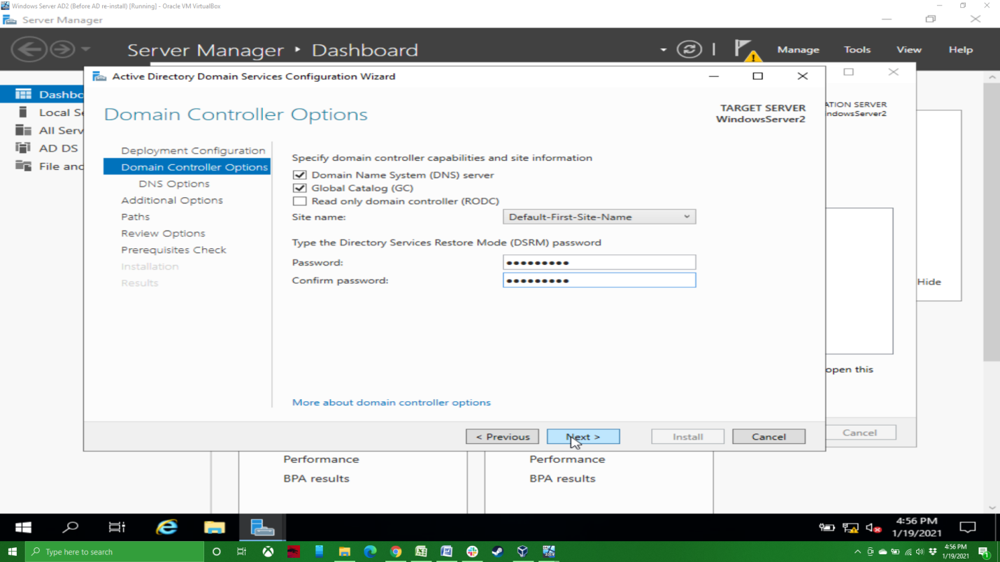 Windows Server AD2 (Before AD re-install) [Running] - Oracle VM VirtualBox
Server Manager
Server Manager ‣ Dashboard
Manage Tools View Help
Active Directory Domain Services Configuration Wizard
Domain Controller Options
TARGET SERVER
WindowsServer2
ATION SERVER
ndowsServer2
Dashbo
Local Se
All Serv
AD DS
File and
Deployment Configuration
Domain Controller Options
DNS Options
Additional Options
Paths
Review Options
Prerequisites Check
Installation
Results
Specify domain controller capabilities and site information
Domain Name System (DNS) server
Global Catalog (GC)
Read only domain controller (RODC)
Site name: Default-First-Site-Name
Type the Directory Services Restore Mode (DSRM) password
Password: •••••••••
Confirm password: •••••••••
More about domain controller options
< Previous Next > Install Cancel
Hide
open this
Cancel
Performance
BPA results
Performance
BPA results
4:56 PM
1/19/2021
Type here to search
4:56 PM
1/19/2021
1